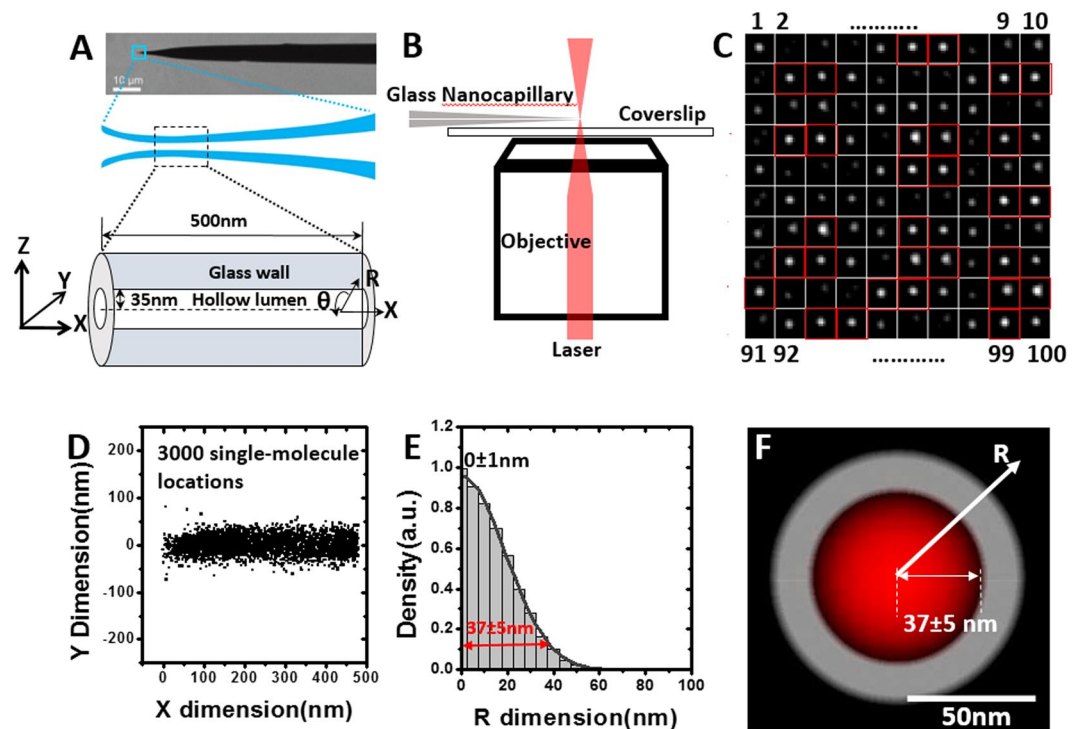 A
10 µm
500nm
Glass wall
35nm
Hollow lumen
θ
R
X
Z
Y
X
B
Glass Nanocapillary
Coverslip
Objective
Laser
C
1 2 ……….. 9 10
91 92 ………… 99 100
D
3000 single-molecule
locations
Y Dimension(nm)
200
100
0
-100
-200
0 100 200 300 400 500
X dimension(nm)
E
0±1nm
37±5nm
Density(a.u.)
1.2
1.0
0.8
0.6
0.4
0.2
0.0
0 20 40 60 80 100
R dimension(nm)
F
R
37±5 nm
50nm